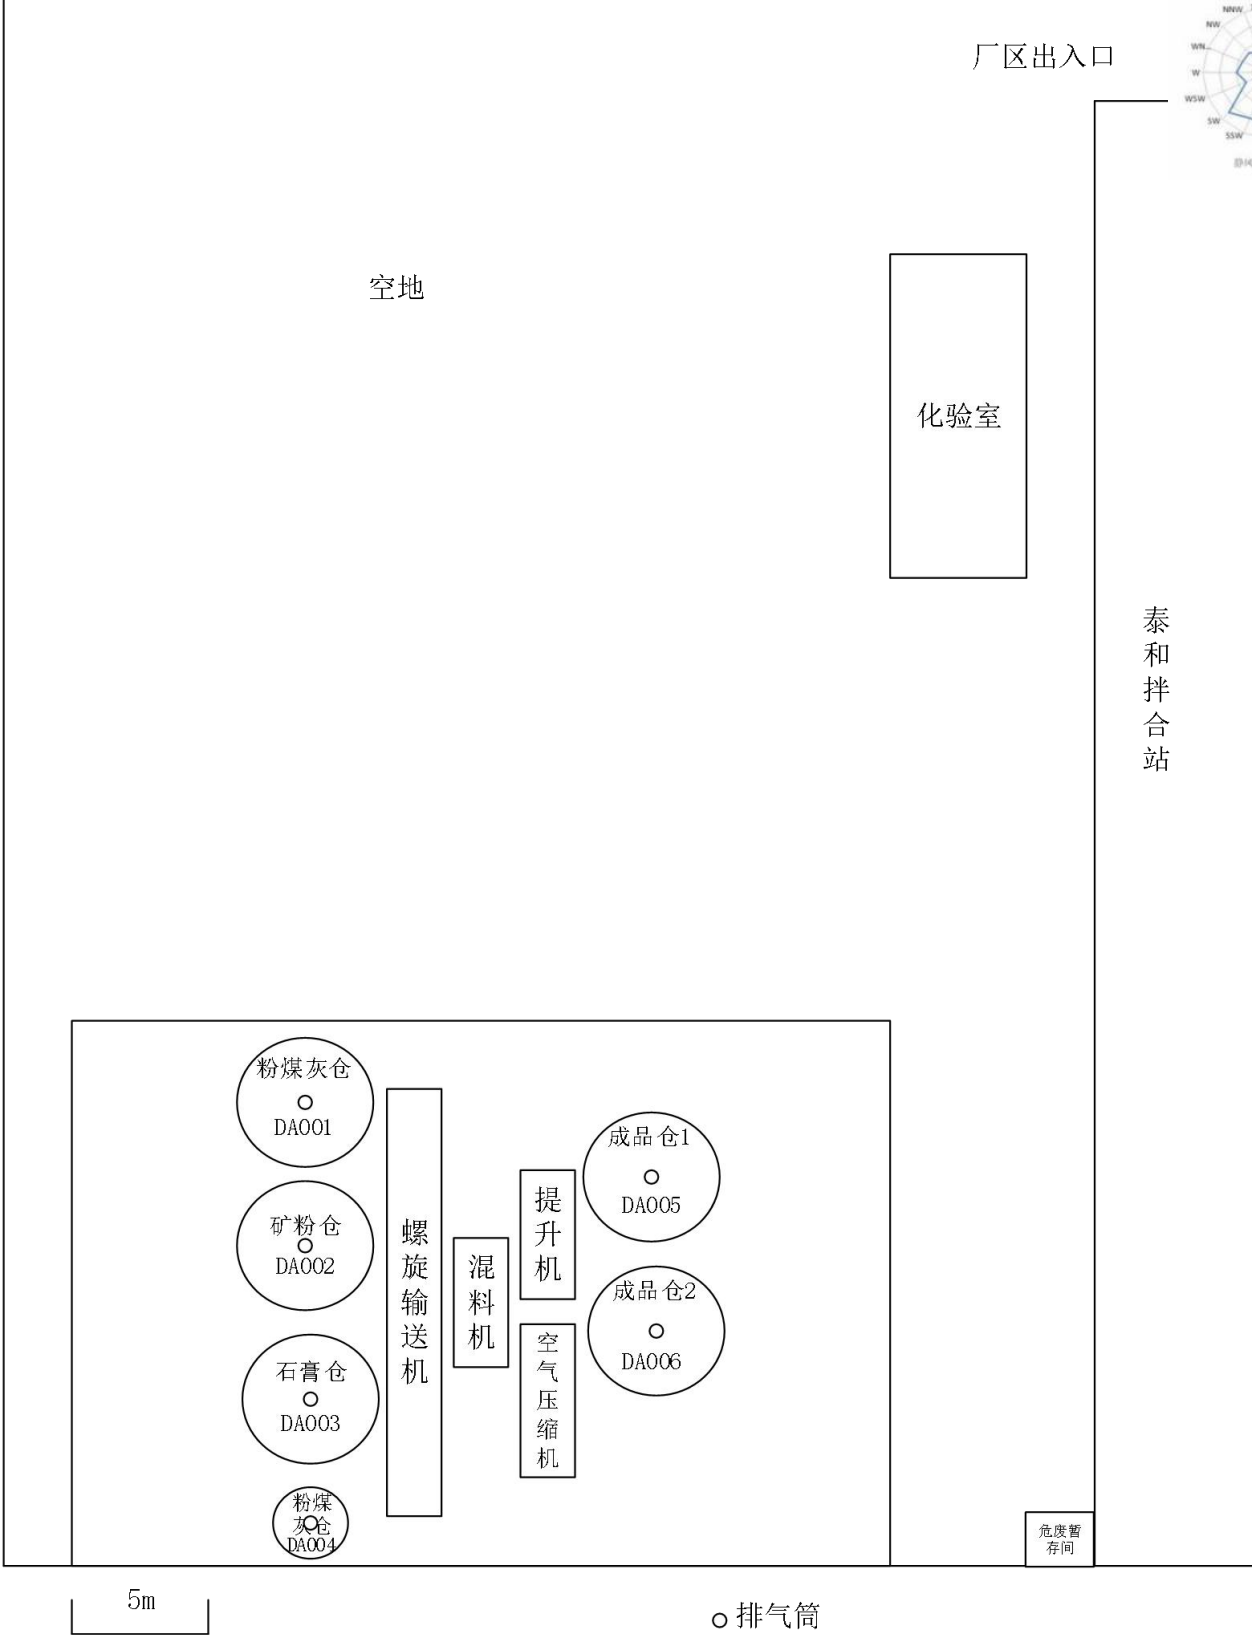 NNW
NW
WN...
W
WSW
SW
SSW
厂区出入口
空地
化验室
泰和拌合站
粉煤灰仓
DA001
矿粉仓
DA002
石膏仓
DA003
粉煤
灰仓
DA004
螺旋输送机
混料机
提升机
空气压缩机
成品仓1
DA005
成品仓2
DA006
危废暂
存间
5m
排气筒